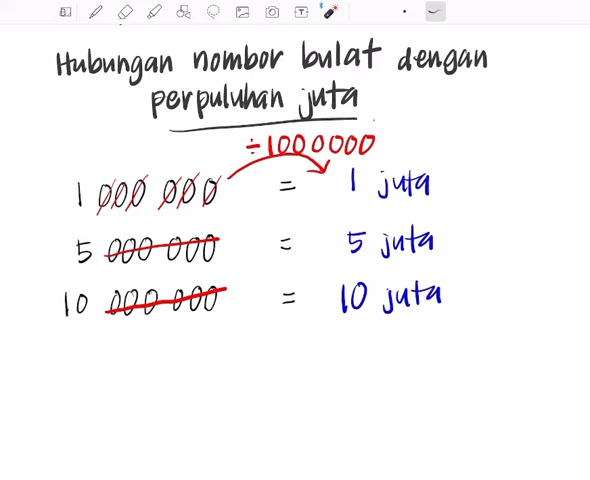 Hubungan nombor bulat dengan
perpuluhan juta
÷1000000
1 000 000 = 1 juta
5 000 000 = 5 juta
10 000 000 = 10 juta